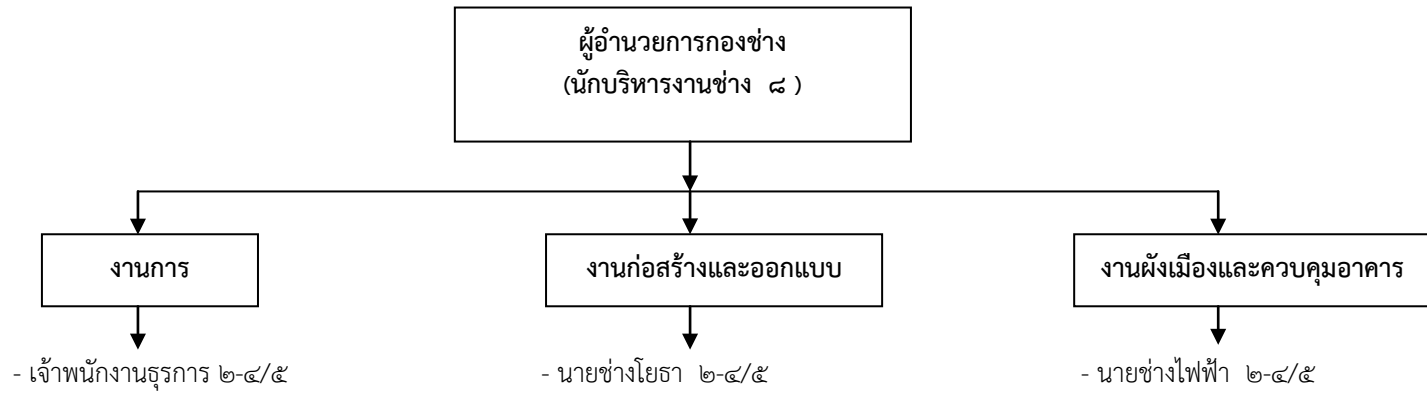 ผู้อำนวยการกองช่าง
(นักบริหารงานช่าง ๘ )
งานการ
งานก่อสร้างและออกแบบ
งานผังเมืองและควบคุมอาคาร
- เจ้าพนักงานธุรการ ๒-๔/๕
- นายช่างโยธา ๒-๔/๕
- นายช่างไฟฟ้า ๒-๔/๕